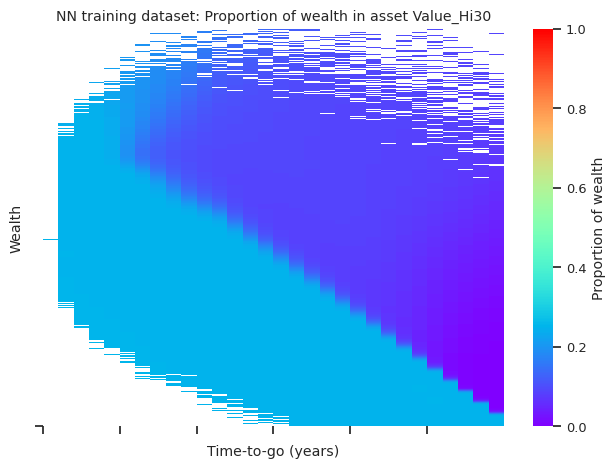 NN training dataset: Proportion of wealth in asset Value_Hi30
Wealth
Time-to-go (years)
1.0
0.8
0.6
0.4
0.2
0.0
Proportion of wealth